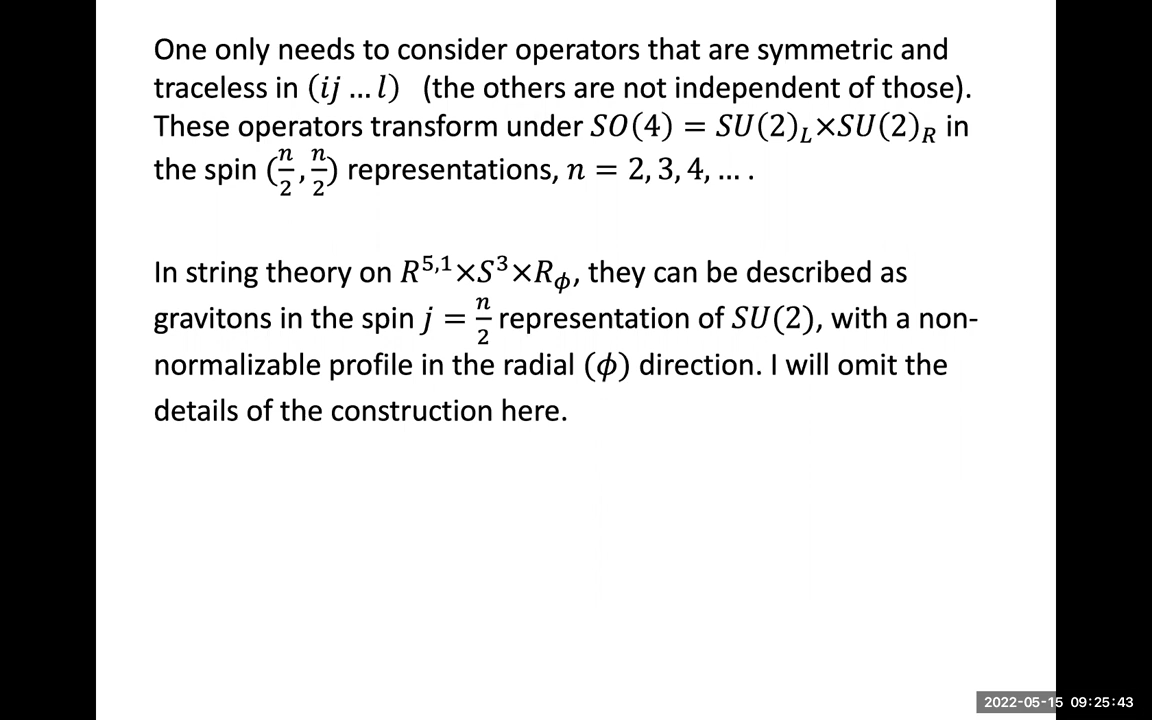 One only needs to consider operators that are symmetric and
traceless in (ij … l) (the others are not independent of those).
These operators transform under SO(4) = SU(2)_L×SU(2)_R in
the spin (n/2, n/2) representations, n = 2, 3, 4, … .
In string theory on R^{5,1}×S^3×R_ϕ, they can be described as
gravitons in the spin j = n/2 representation of SU(2), with a non-
normalizable profile in the radial (ϕ) direction. I will omit the
details of the construction here.
2022-05-15 09:25:43